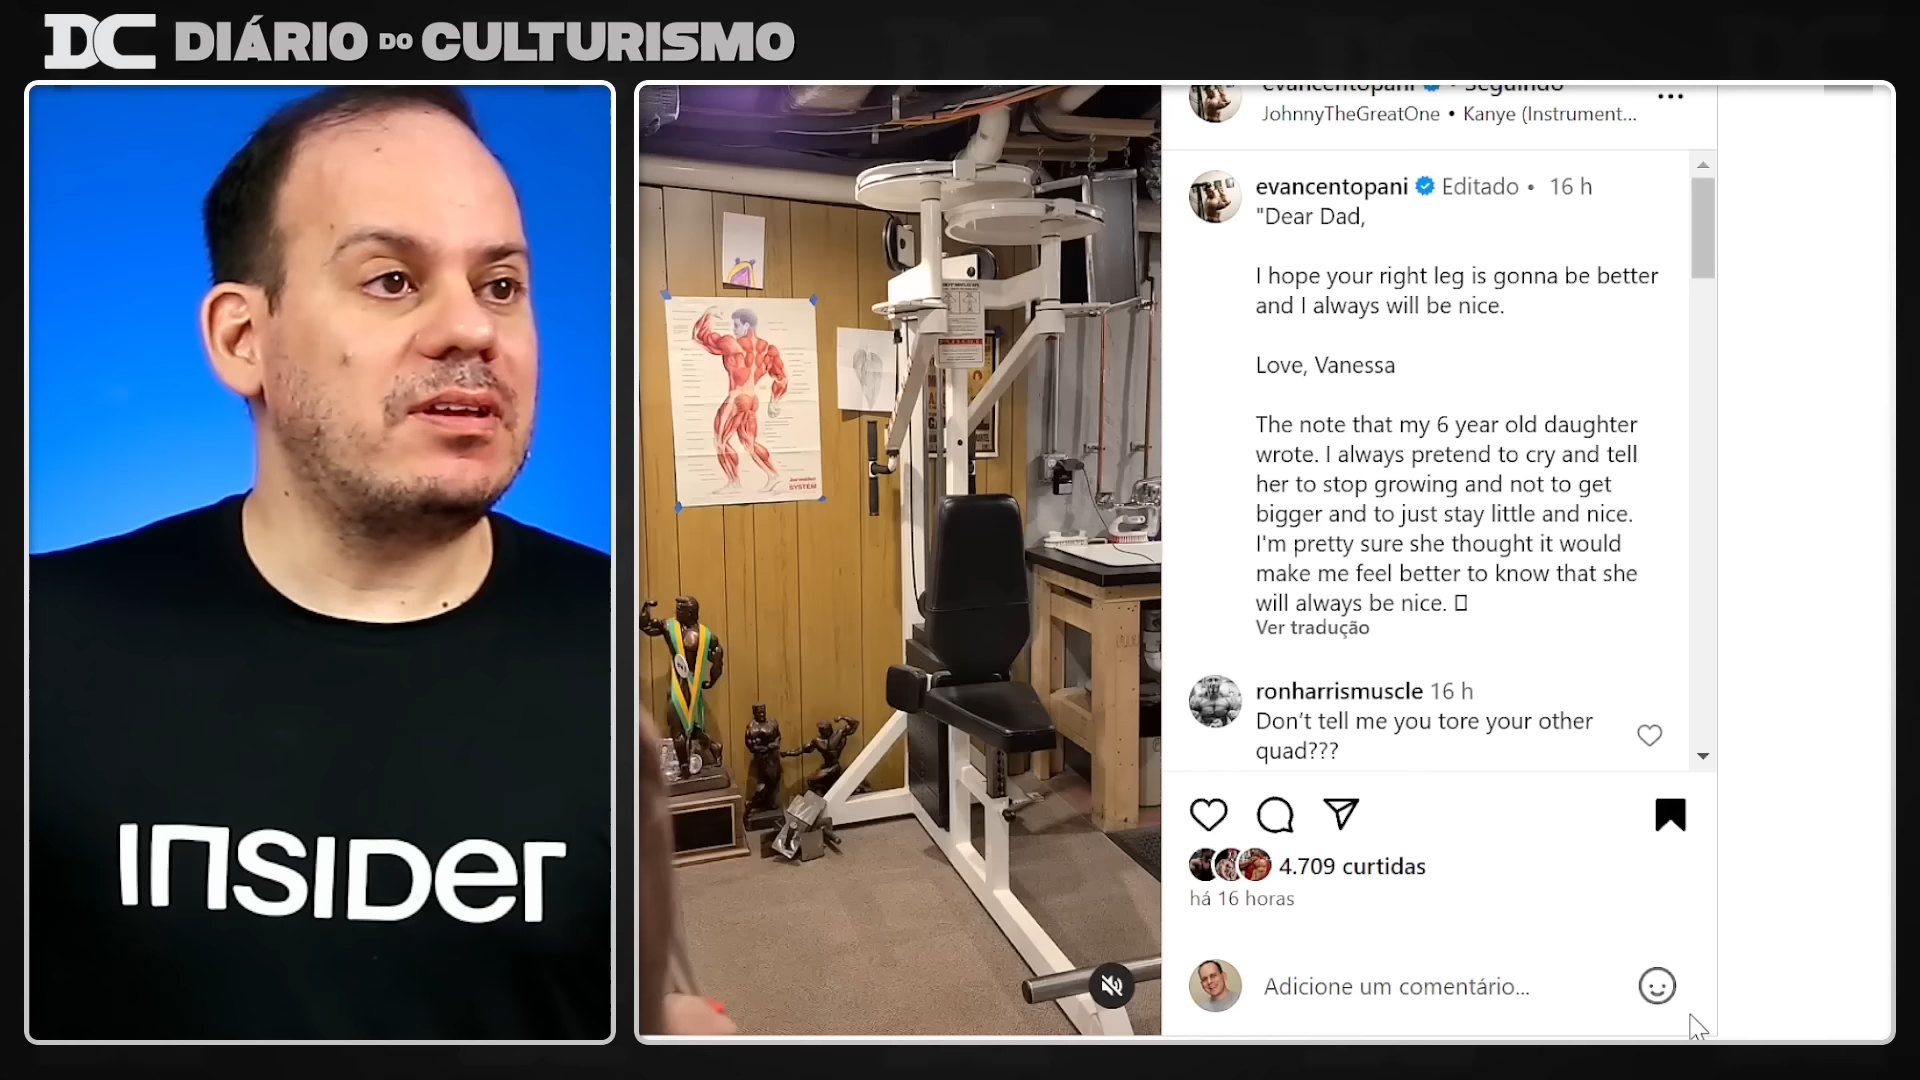 DC DIÁRIO DO CULTURISMO
INSIDER
SYSTEM
evancentopani • Seguindo
JohnnyTheGreatOne • Kanye (Instrument...
evancentopani Editado • 16 h
"Dear Dad,
I hope your right leg is gonna be better
and I always will be nice.
Love, Vanessa
The note that my 6 year old daughter
wrote. I always pretend to cry and tell
her to stop growing and not to get
bigger and to just stay little and nice.
I'm pretty sure she thought it would
make me feel better to know that she
will always be nice.
Ver tradução
ronharrismuscle 16 h
Don’t tell me you tore your other
quad???
4.709 curtidas
há 16 horas
Adicione um comentário...